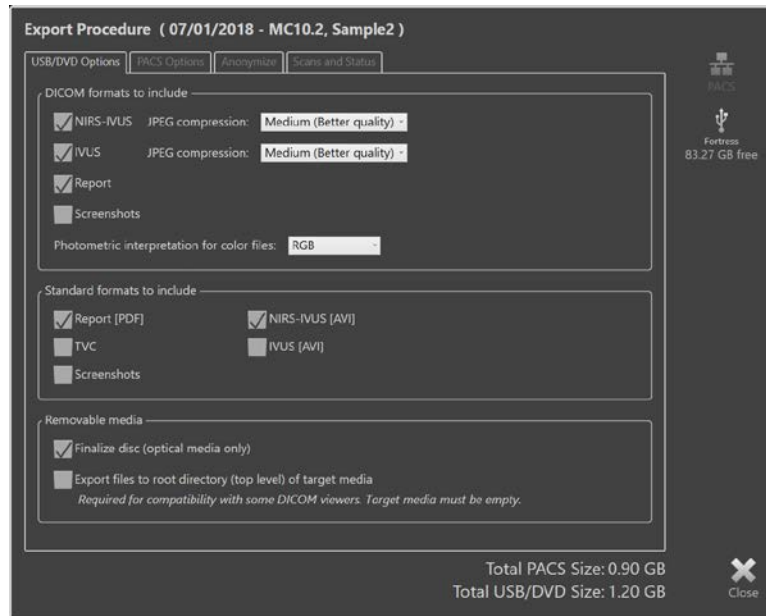 Export Procedure ( 07/01/2018 - MC10.2, Sample2 )
USB/DVD Options PACS Options Anonymize Scans and Status
PACS
Fortress
83.27 GB free
DICOM formats to include
NIRS-IVUS JPEG compression: Medium (Better quality)
IVUS JPEG compression: Medium (Better quality)
Report
Screenshots
Photometric interpretation for color files: RGB
Standard formats to include
Report [PDF] NIRS-IVUS [AVI]
TVC IVUS [AVI]
Screenshots
Removable media
Finalize disc (optical media only)
Export files to root directory (top level) of target media
Required for compatibility with some DICOM viewers. Target media must be empty.
Total PACS Size: 0.90 GB
Total USB/DVD Size: 1.20 GB
Close